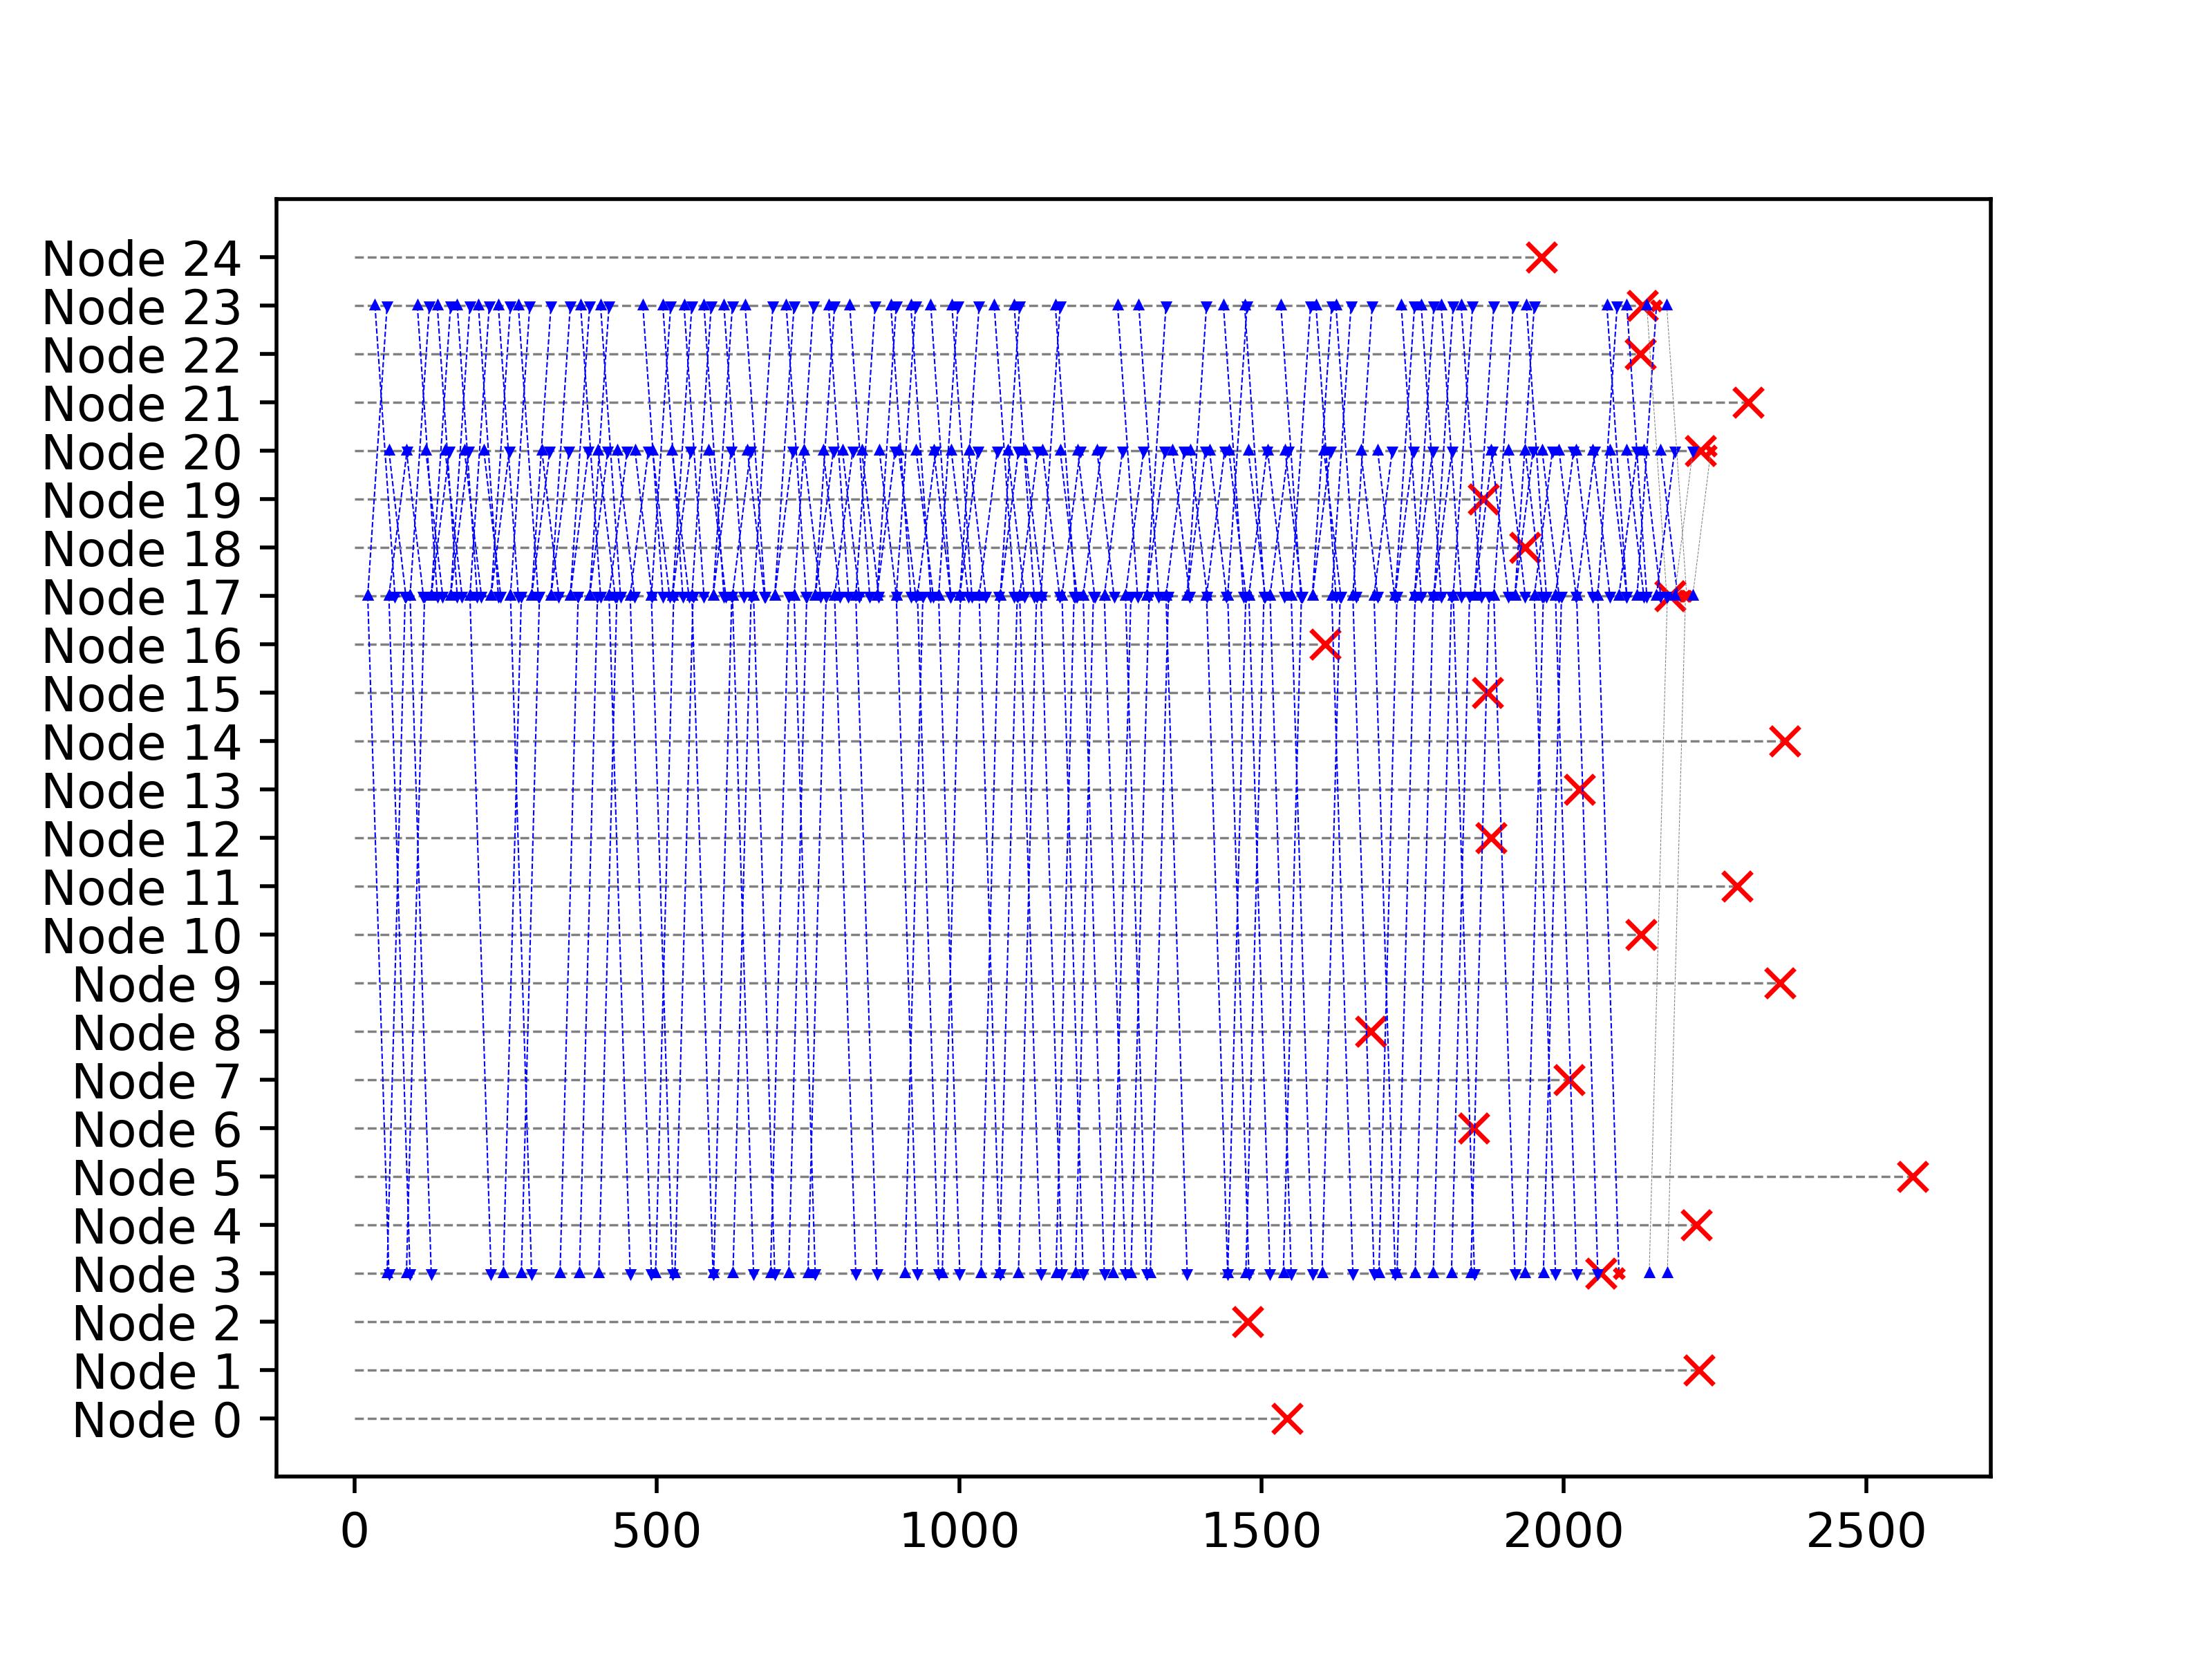 Node 24
Node 23
Node 22
Node 21
Node 20
Node 19
Node 18
Node 17
Node 16
Node 15
Node 14
Node 13
Node 12
Node 11
Node 10
Node 9
Node 8
Node 7
Node 6
Node 5
Node 4
Node 3
Node 2
Node 1
Node 0
0 500 1000 1500 2000 2500